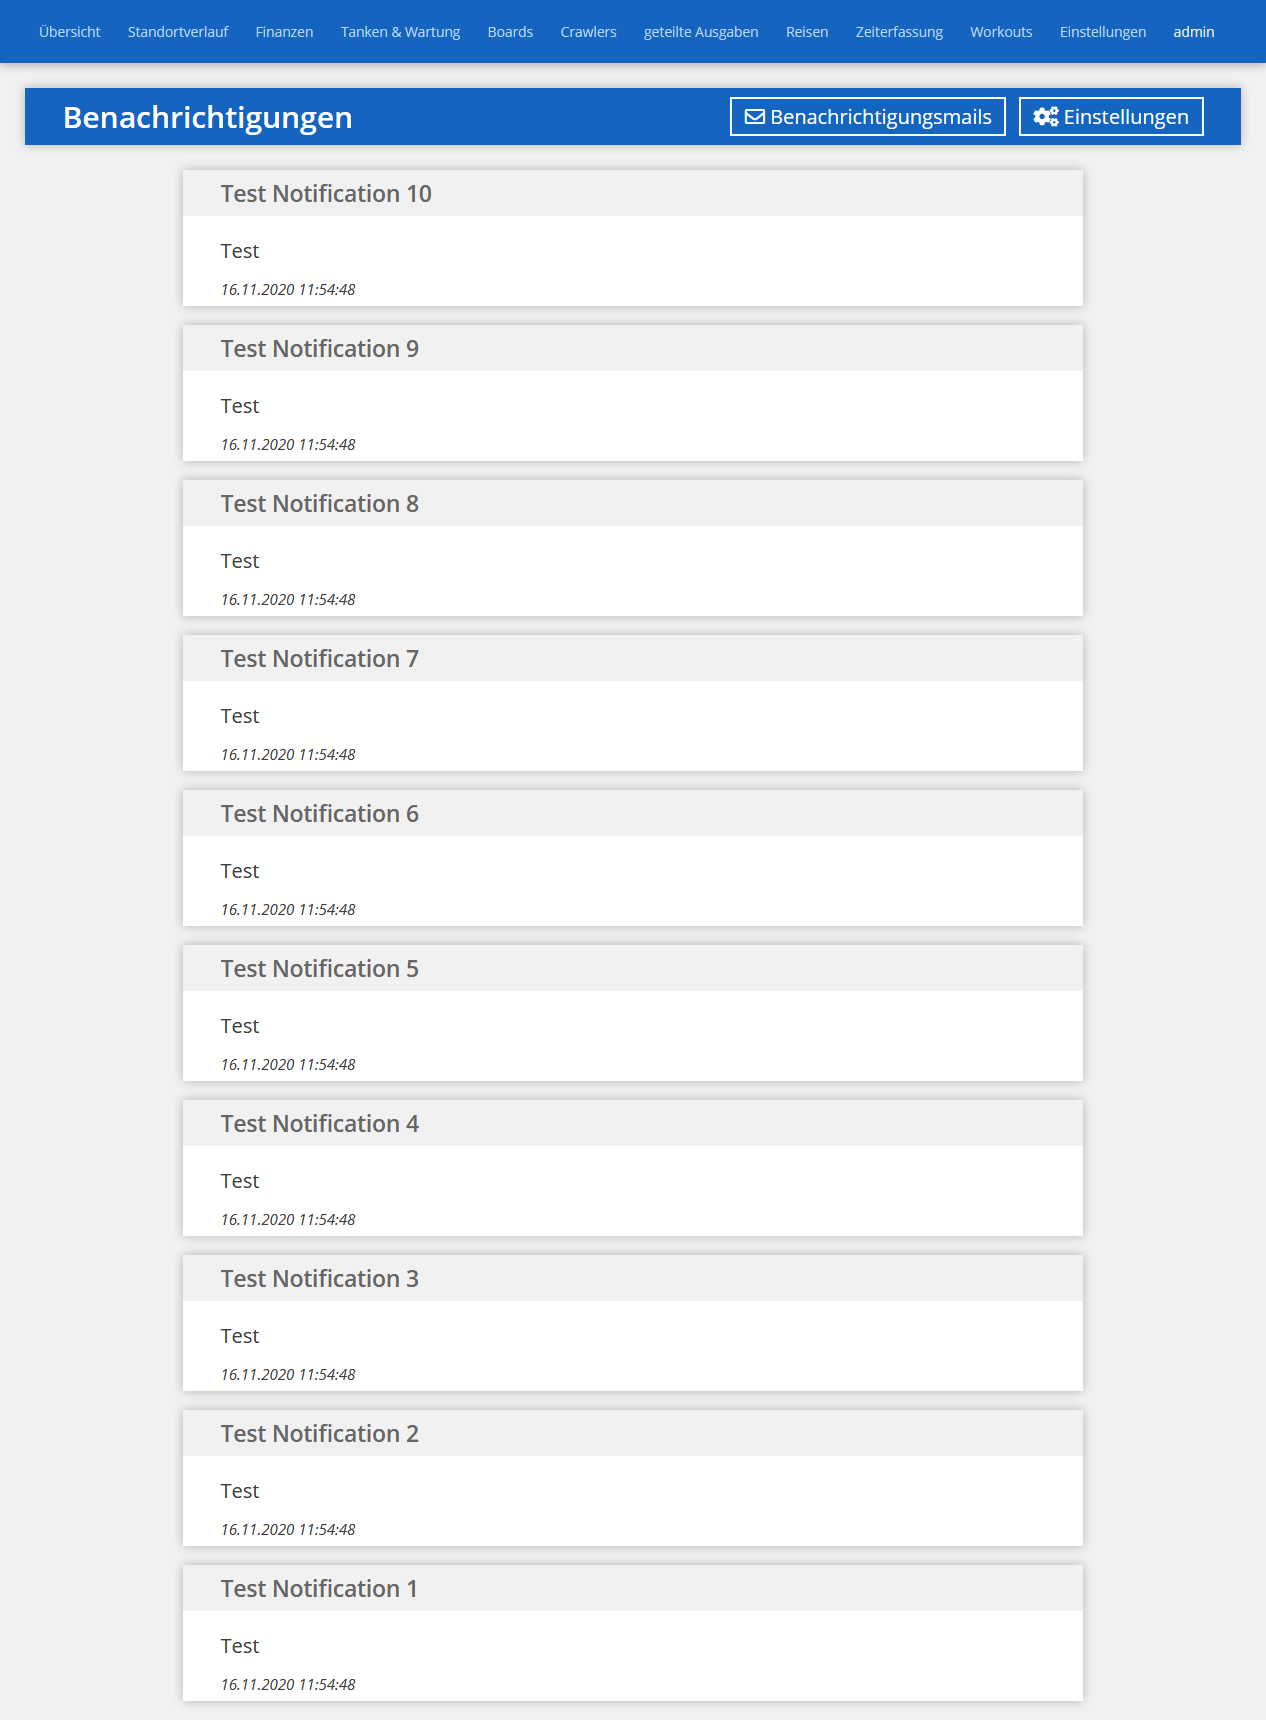 Übersicht Standortverlauf Finanzen Tanken & Wartung Boards Crawlers geteilte Ausgaben Reisen Zeiterfassung Workouts Einstellungen admin
Benachrichtigungen Benachrichtigungsmails Einstellungen
Test Notification 10
Test
16.11.2020 11:54:48
Test Notification 9
Test
16.11.2020 11:54:48
Test Notification 8
Test
16.11.2020 11:54:48
Test Notification 7
Test
16.11.2020 11:54:48
Test Notification 6
Test
16.11.2020 11:54:48
Test Notification 5
Test
16.11.2020 11:54:48
Test Notification 4
Test
16.11.2020 11:54:48
Test Notification 3
Test
16.11.2020 11:54:48
Test Notification 2
Test
16.11.2020 11:54:48
Test Notification 1
Test
16.11.2020 11:54:48